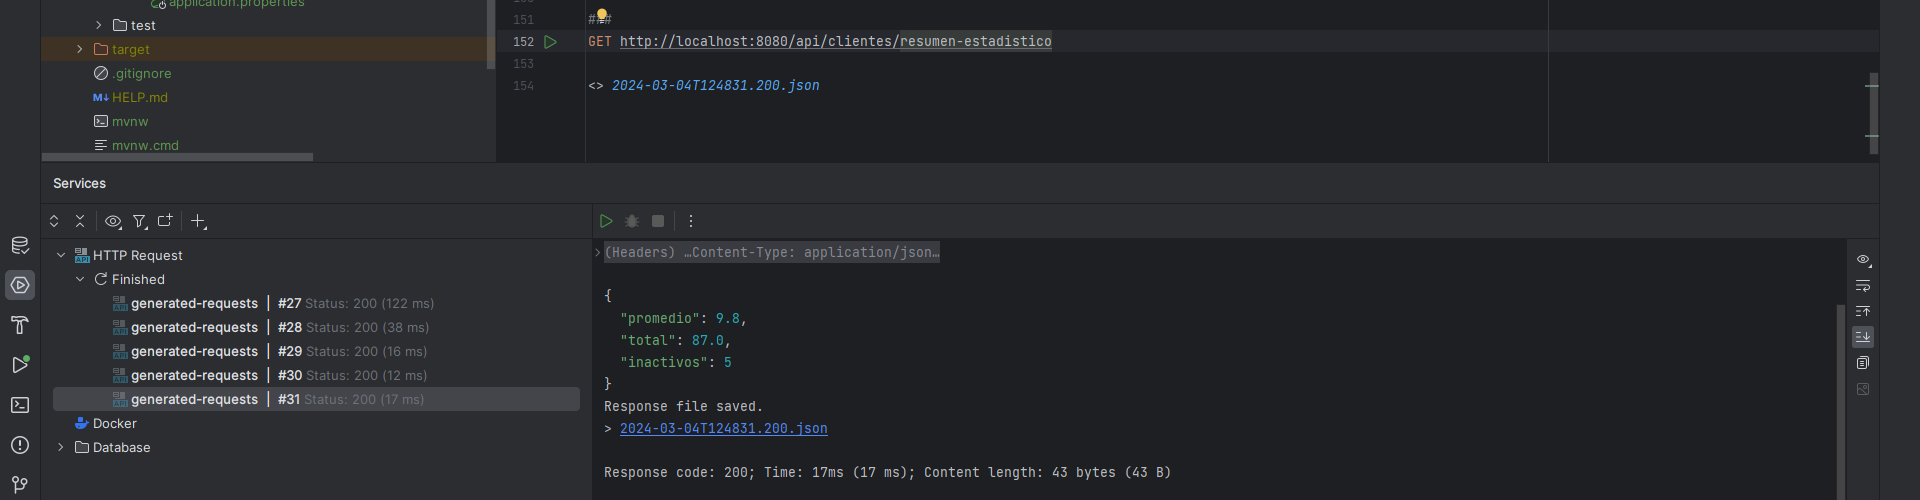 application.properties
test
target
.gitignore
HELP.md
mvnw
mvnw.cmd
151 ###
152 GET http://localhost:8080/api/clientes/resumen-estadistico
153
154 <> 2024-03-04T124831.200.json
Services
HTTP Request
Finished
generated-requests | #27 Status: 200 (122 ms)
generated-requests | #28 Status: 200 (38 ms)
generated-requests | #29 Status: 200 (16 ms)
generated-requests | #30 Status: 200 (12 ms)
generated-requests | #31 Status: 200 (17 ms)
Docker
Database
(Headers) …Content-Type: application/json…
{
"promedio": 9.8,
"total": 87.0,
"inactivos": 5
}
Response file saved.
> 2024-03-04T124831.200.json
Response code: 200; Time: 17ms (17 ms); Content length: 43 bytes (43 B)